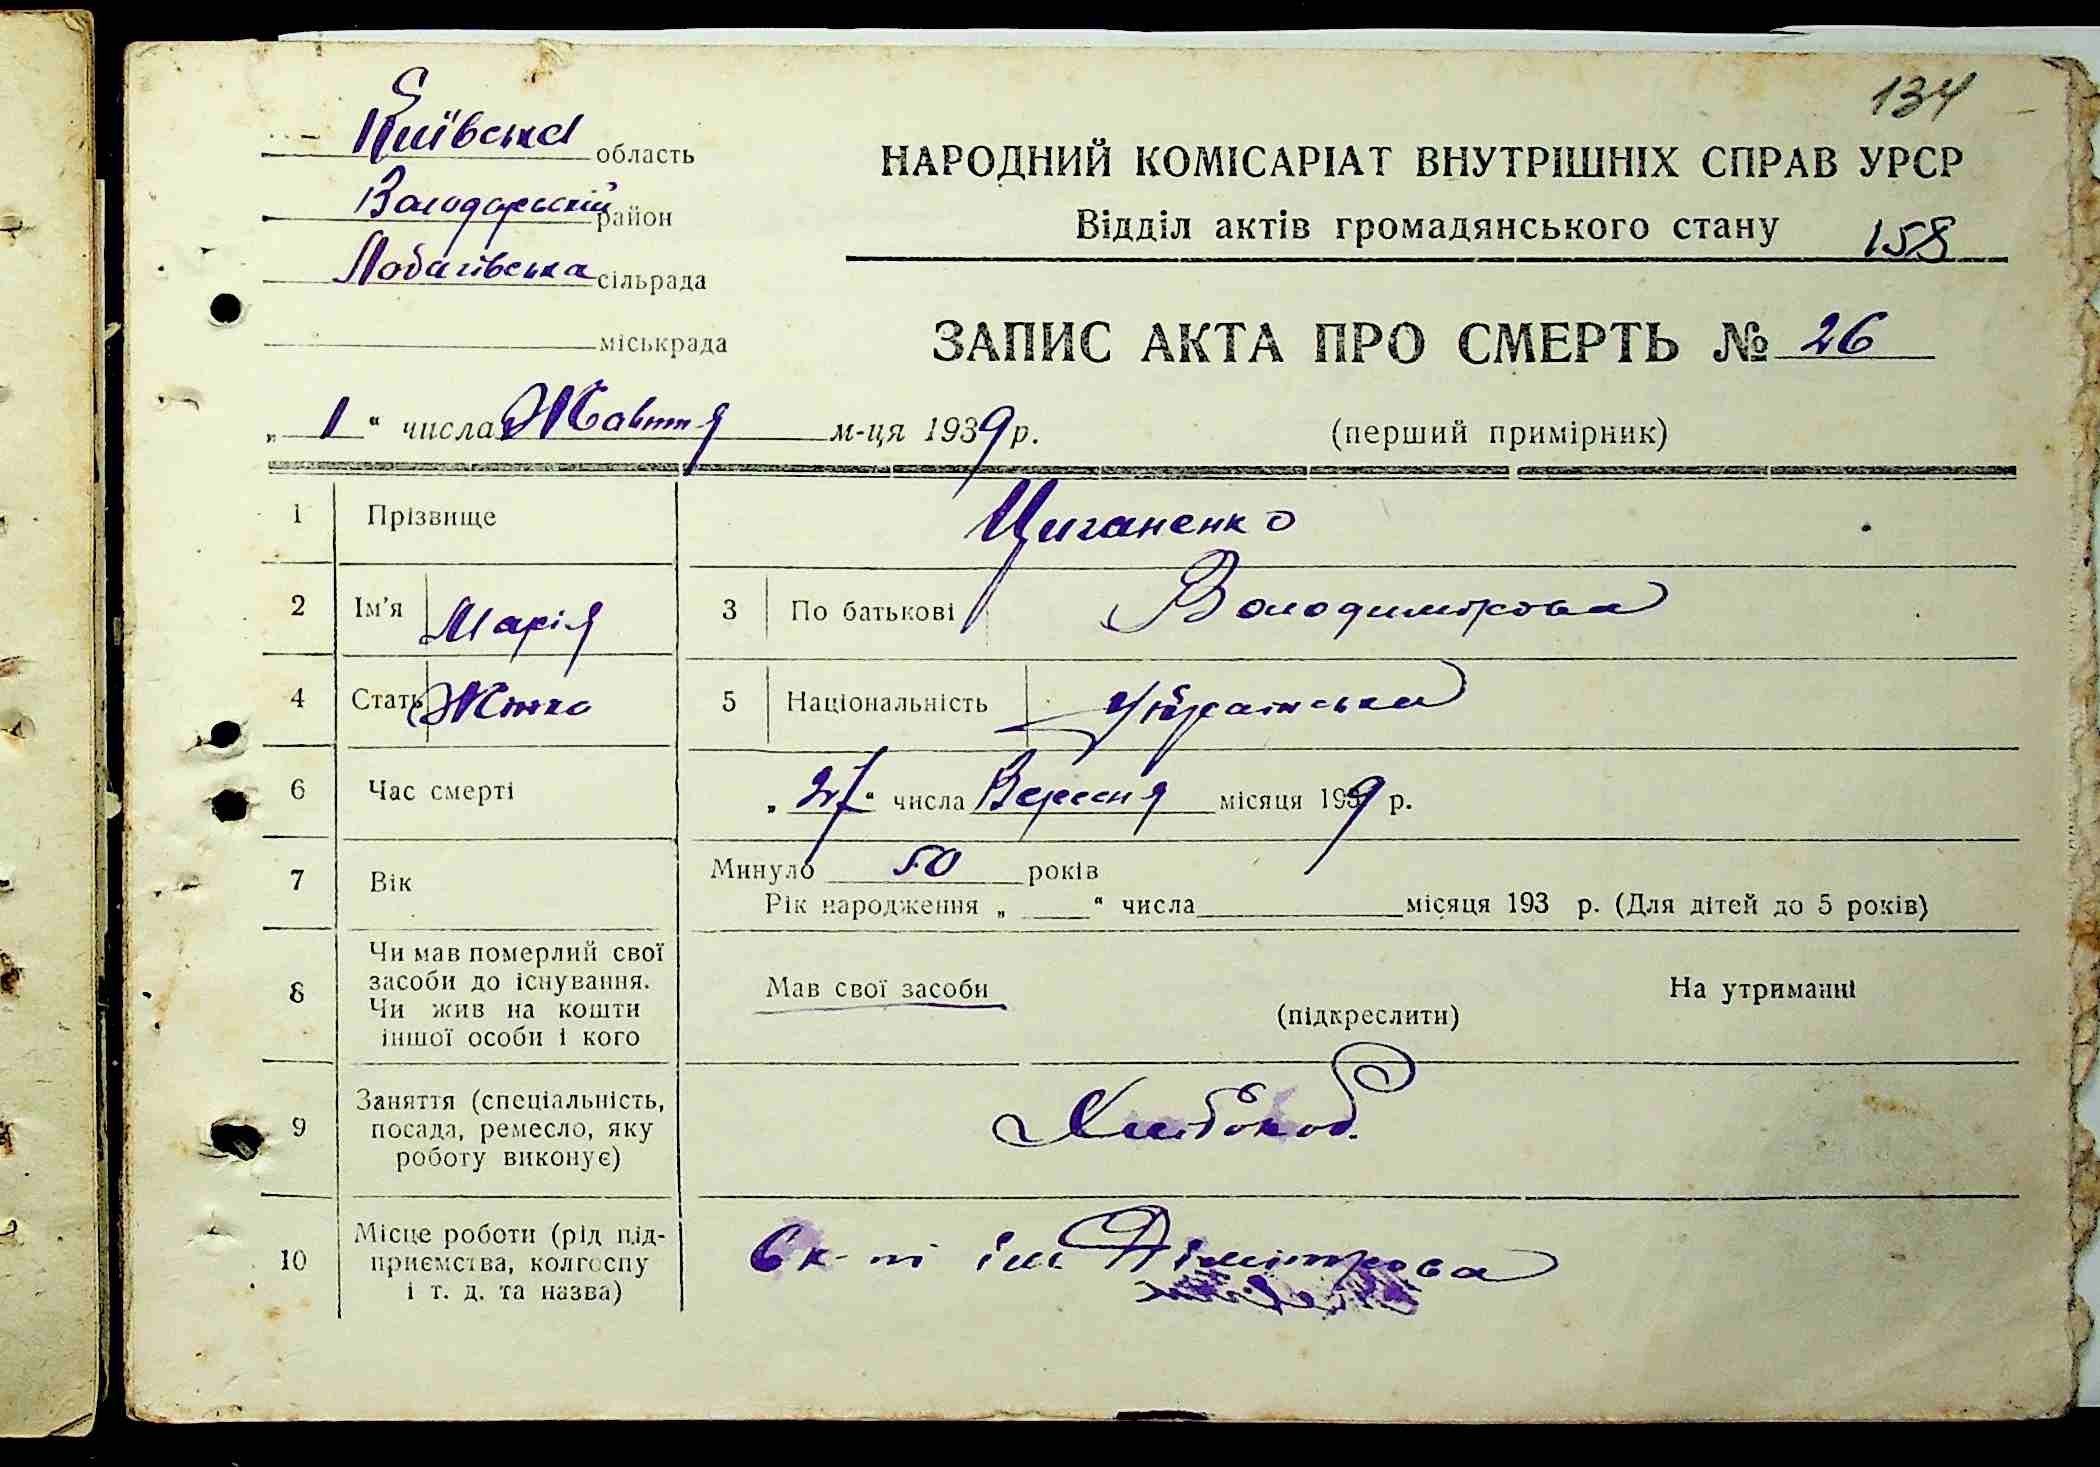 134
Київська область
Володарський район
Лобачівська сільрада
міськрада
НАРОДНИЙ КОМІСАРІАТ ВНУТРІШНІХ СПРАВ УРСР
Відділ актів громадянського стану 158
ЗАПИС АКТА ПРО СМЕРТЬ № 26
„ 1 “ числа Жовтня м-ця 1939 р. (перший примірник)
1 Прізвище Циганенко
2 Ім'я Марія 3 По батькові Володимирова
4 Стать Жінка 5 Національність Українська
6 Час смерті „ 27 “ числа Вересня місяця 1939 р.
7 Вік Минуло 50 років
Рік народження „ “ числа місяця 193 р. (Для дітей до 5 років)
8 Чи мав померлий свої
засоби до існування.
Чи жив на кошти
іншої особи і кого
Мав свої засоби (підкреслити) На утриманні
9 Заняття (спеціальність,
посада, ремесло, яку
роботу виконує)
Хлібороб.
10 Місце роботи (рід під-
приємства, колгоспу
і т. д. та назва)
ім Дімітрова